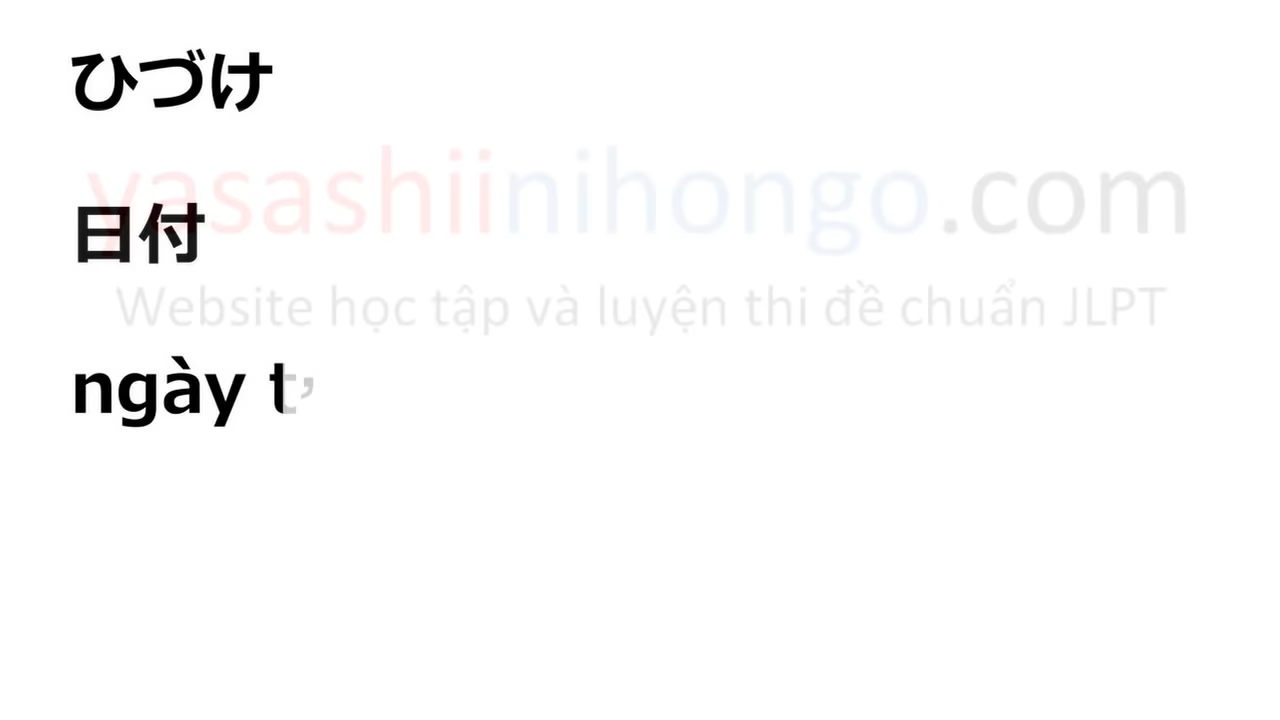 ひづけ
yasashiinihongo.com
日付
Website học tập và luyện thi đề chuẩn JLPT
ngày